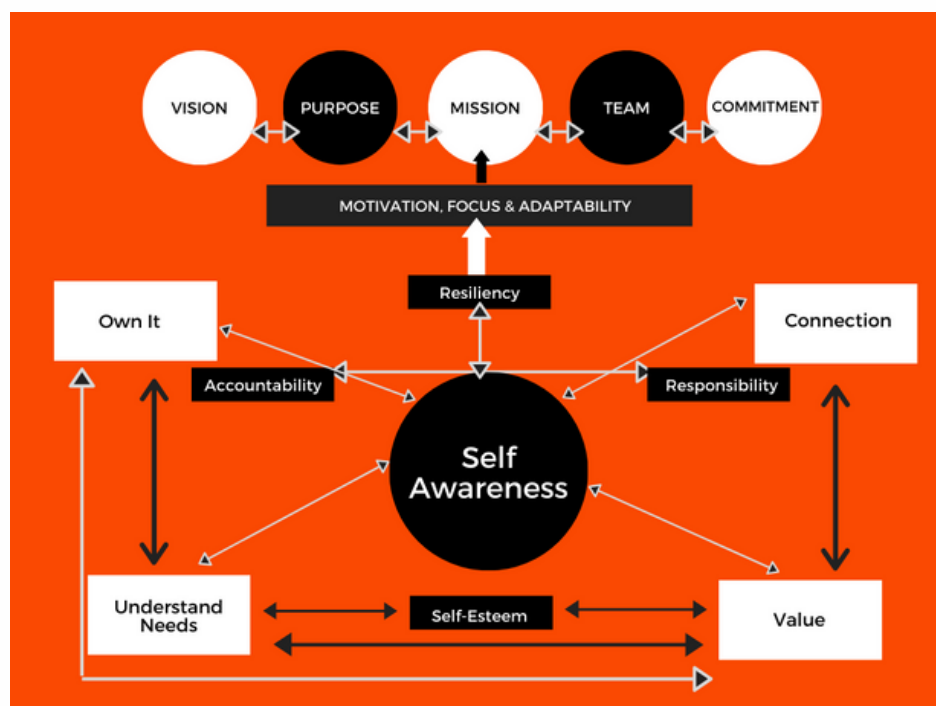 VISION
PURPOSE
MISSION
TEAM
COMMITMENT
MOTIVATION, FOCUS & ADAPTABILITY
Resiliency
Own It
Connection
Accountability
Responsibility
Self
Awareness
Understand
Needs
Self-Esteem
Value